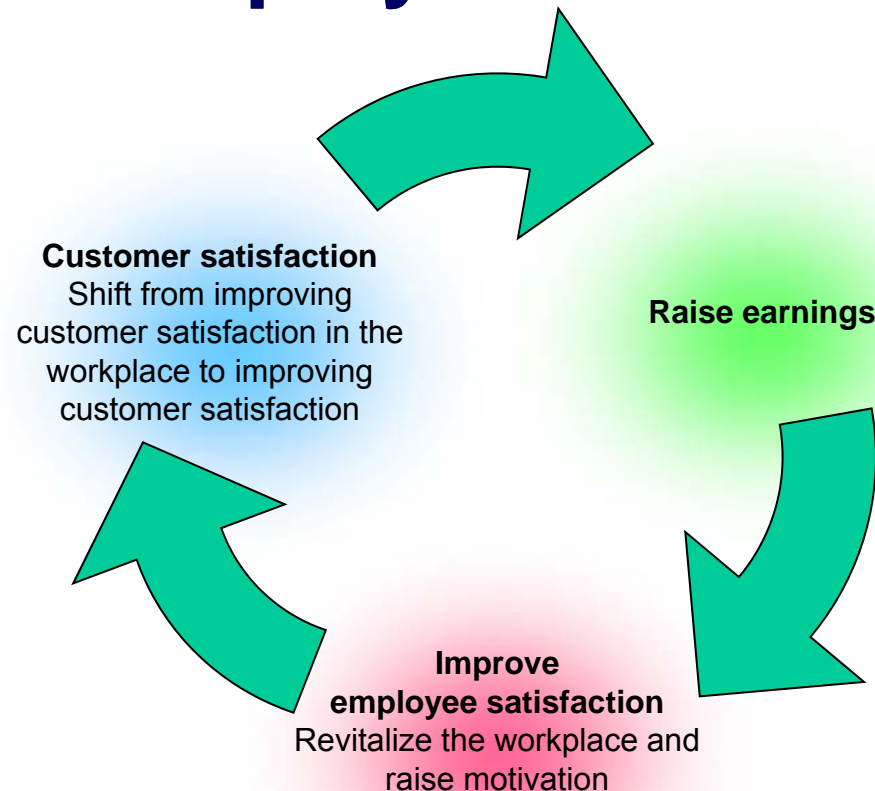 Customer satisfaction
Shift from improving
customer satisfaction in the
workplace to improving
customer satisfaction
Raise earnings
Improve
employee satisfaction
Revitalize the workplace and
raise motivation